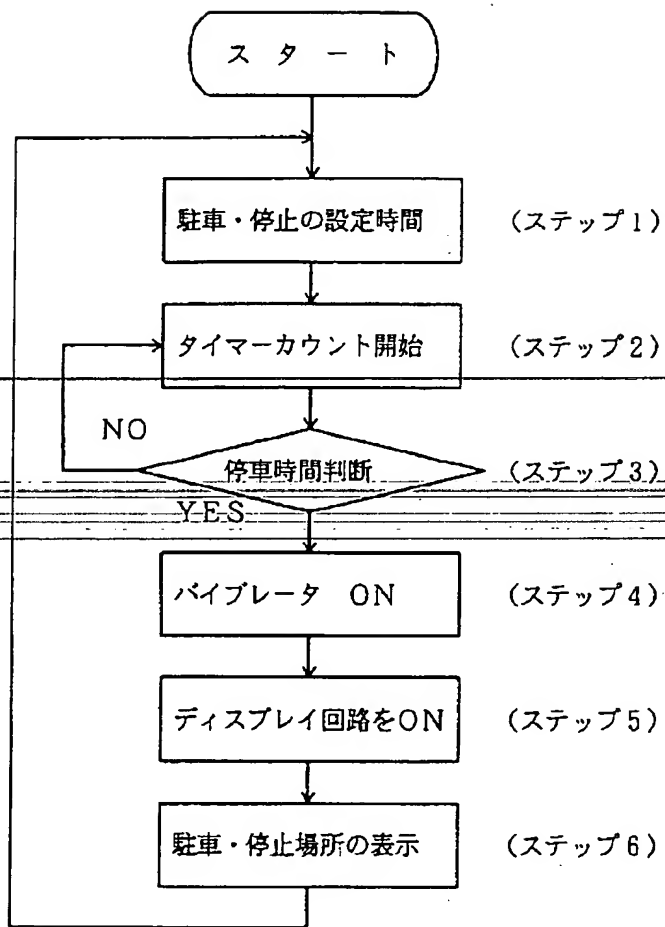 スタート
駐車・停止の設定時間 （ステップ1）
タイマーカウント開始 （ステップ2）
NO
停車時間判断 （ステップ3）
YES
バイブレータ ON （ステップ4）
ディスプレイ回路をON （ステップ5）
駐車・停止場所の表示 （ステップ6）